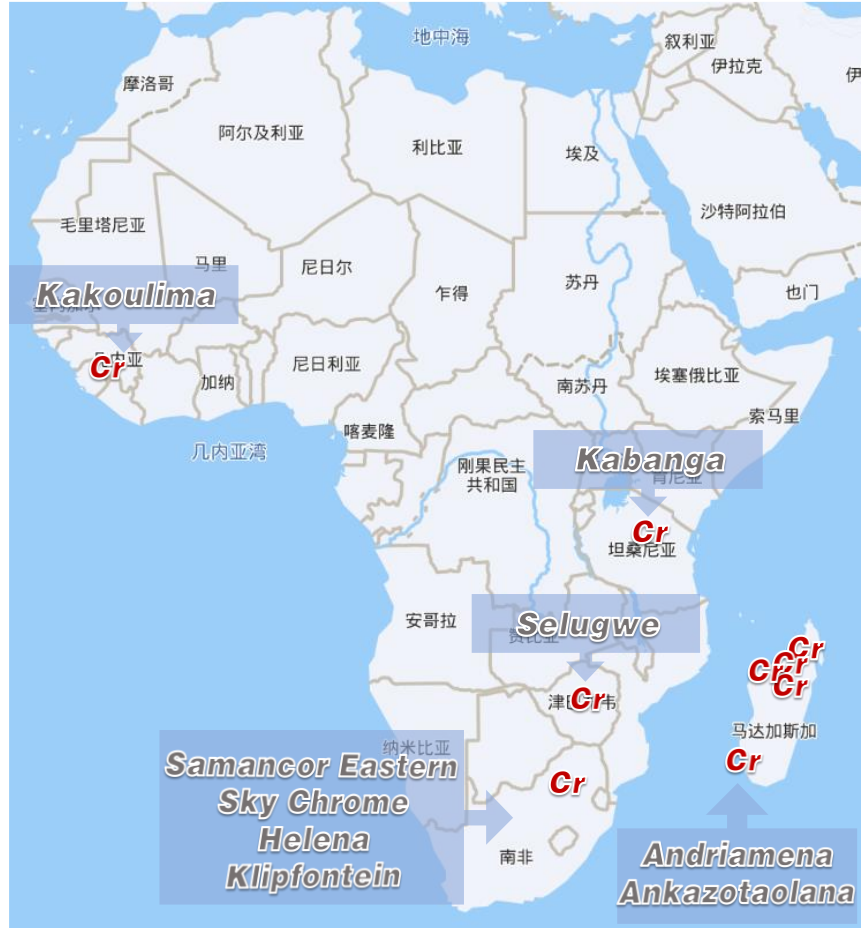 地中海
叙利亚
伊拉克
伊
摩洛哥
阿尔及利亚
利比亚
埃及
沙特阿拉伯
毛里塔尼亚
马里
尼日尔
乍得
苏丹
也门
Kakoulima
Cr
尼日利亚
加纳
南苏丹
埃塞俄比亚
索马里
喀麦隆
几内亚湾
刚果民主
共和国
Kabanga
肯尼亚
Cr
坦桑尼亚
安哥拉
Selugwe
Cr
Cr
Cr
Cr
Cr
马达加斯加
纳米比亚
Cr
Cr
Samancor Eastern
Sky Chrome
Helena
Klipfontein
南非
Andriamena
Ankazotaolana